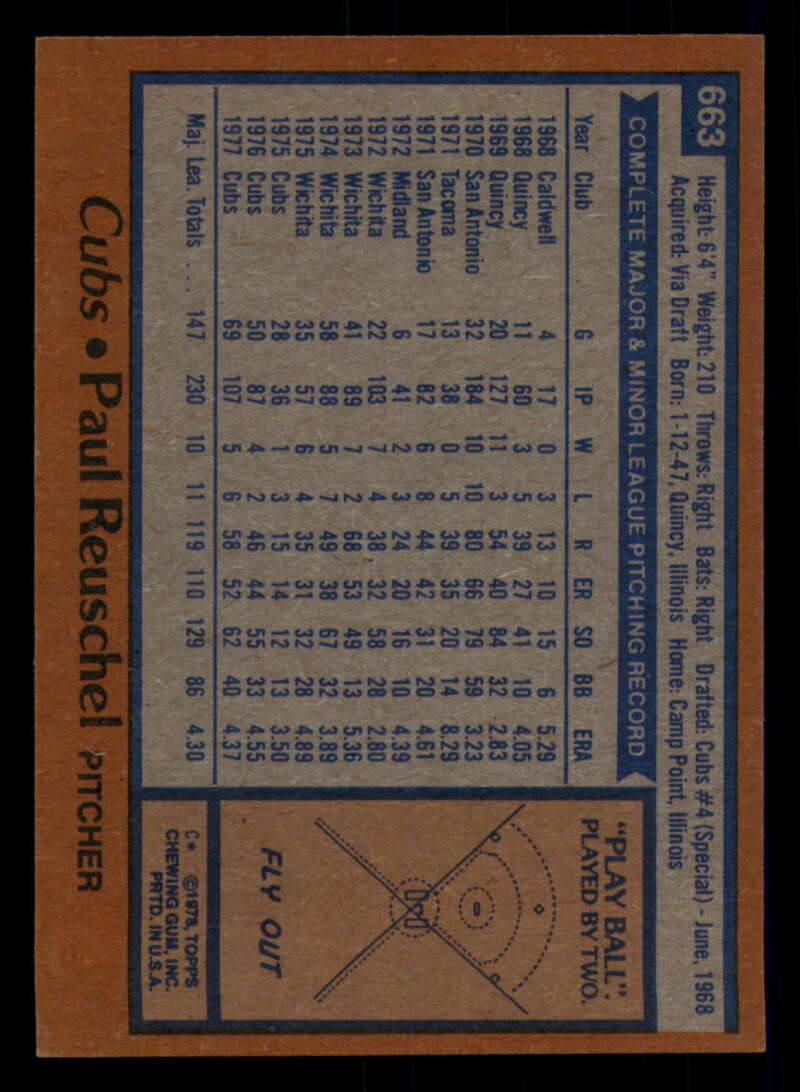 663
Height: 6'4" Weight: 210 Throws: Right Bats: Right Drafted: Cubs #4 (Special) - June, 1968
Acquired: Via Draft Born: 1-12-47, Quincy, Illinois Home: Camp Point, Illinois
COMPLETE MAJOR & MINOR LEAGUE PITCHING RECORD
Year Club G IP W L R ER SO BB ERA
1968 Caldwell 4 17 0 3 13 10 15 6 5.29
1968 Quincy 11 60 3 5 39 27 41 10 4.05
1969 Quincy 20 127 11 3 54 40 84 32 2.83
1970 San Antonio 32 184 10 10 80 66 79 59 3.23
1971 Tacoma 13 38 0 5 39 35 20 14 8.29
1971 San Antonio 17 82 6 8 44 42 31 20 4.61
1972 Midland 6 41 2 3 24 20 16 10 4.39
1972 Wichita 22 103 7 4 38 32 58 28 2.80
1973 Wichita 41 89 7 2 68 53 49 13 5.36
1974 Wichita 58 88 5 7 49 38 67 32 3.89
1975 Wichita 35 57 6 4 35 31 32 28 4.89
1975 Cubs 28 36 1 3 15 14 12 13 3.50
1976 Cubs 50 87 4 2 46 44 55 33 4.55
1977 Cubs 69 107 5 6 58 52 62 40 4.37
Maj. Lea. Totals .... 147 230 10 11 119 110 129 86 4.30
"PLAY BALL":
PLAYED BY TWO.
FLY OUT
C* ©1978, TOPPS
CHEWING GUM, INC.
PRTD. IN U.S.A.
Cubs • Paul Reuschel PITCHER